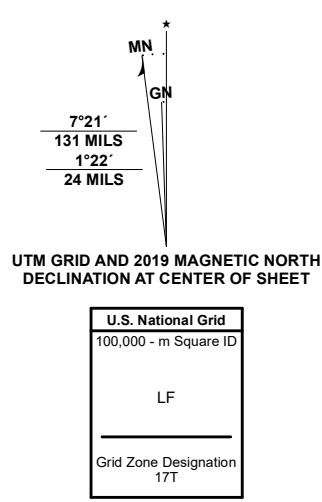 ★
MN
GN
7°21´
131 MILS
1°22´
24 MILS
UTM GRID AND 2019 MAGNETIC NORTH
DECLINATION AT CENTER OF SHEET
U.S. National Grid
100,000 - m Square ID
LF
Grid Zone Designation
17T